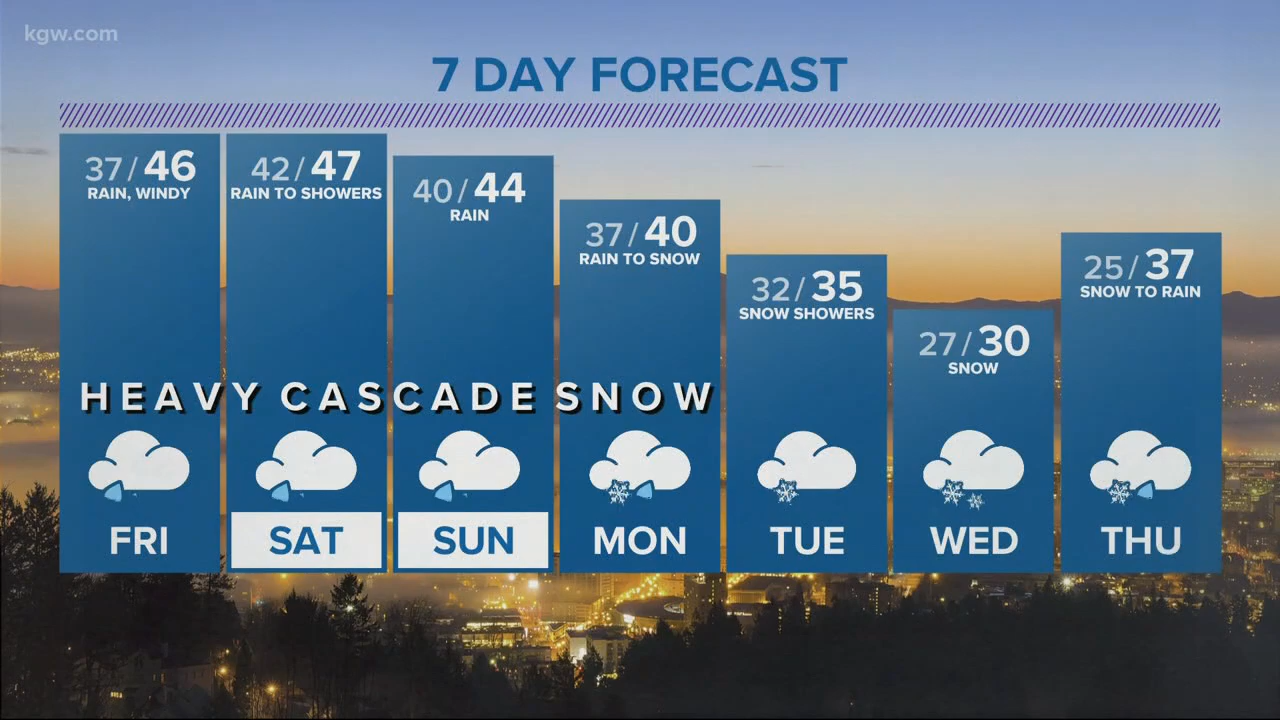 kgw.com
7 DAY FORECAST
37/46
RAIN, WINDY
42/47
RAIN TO SHOWERS
40/44
RAIN
37/40
RAIN TO SNOW
32/35
SNOW SHOWERS
27/30
SNOW
25/37
SNOW TO RAIN
HEAVY CASCADE SNOW
FRI
SAT
SUN
MON
TUE
WED
THU